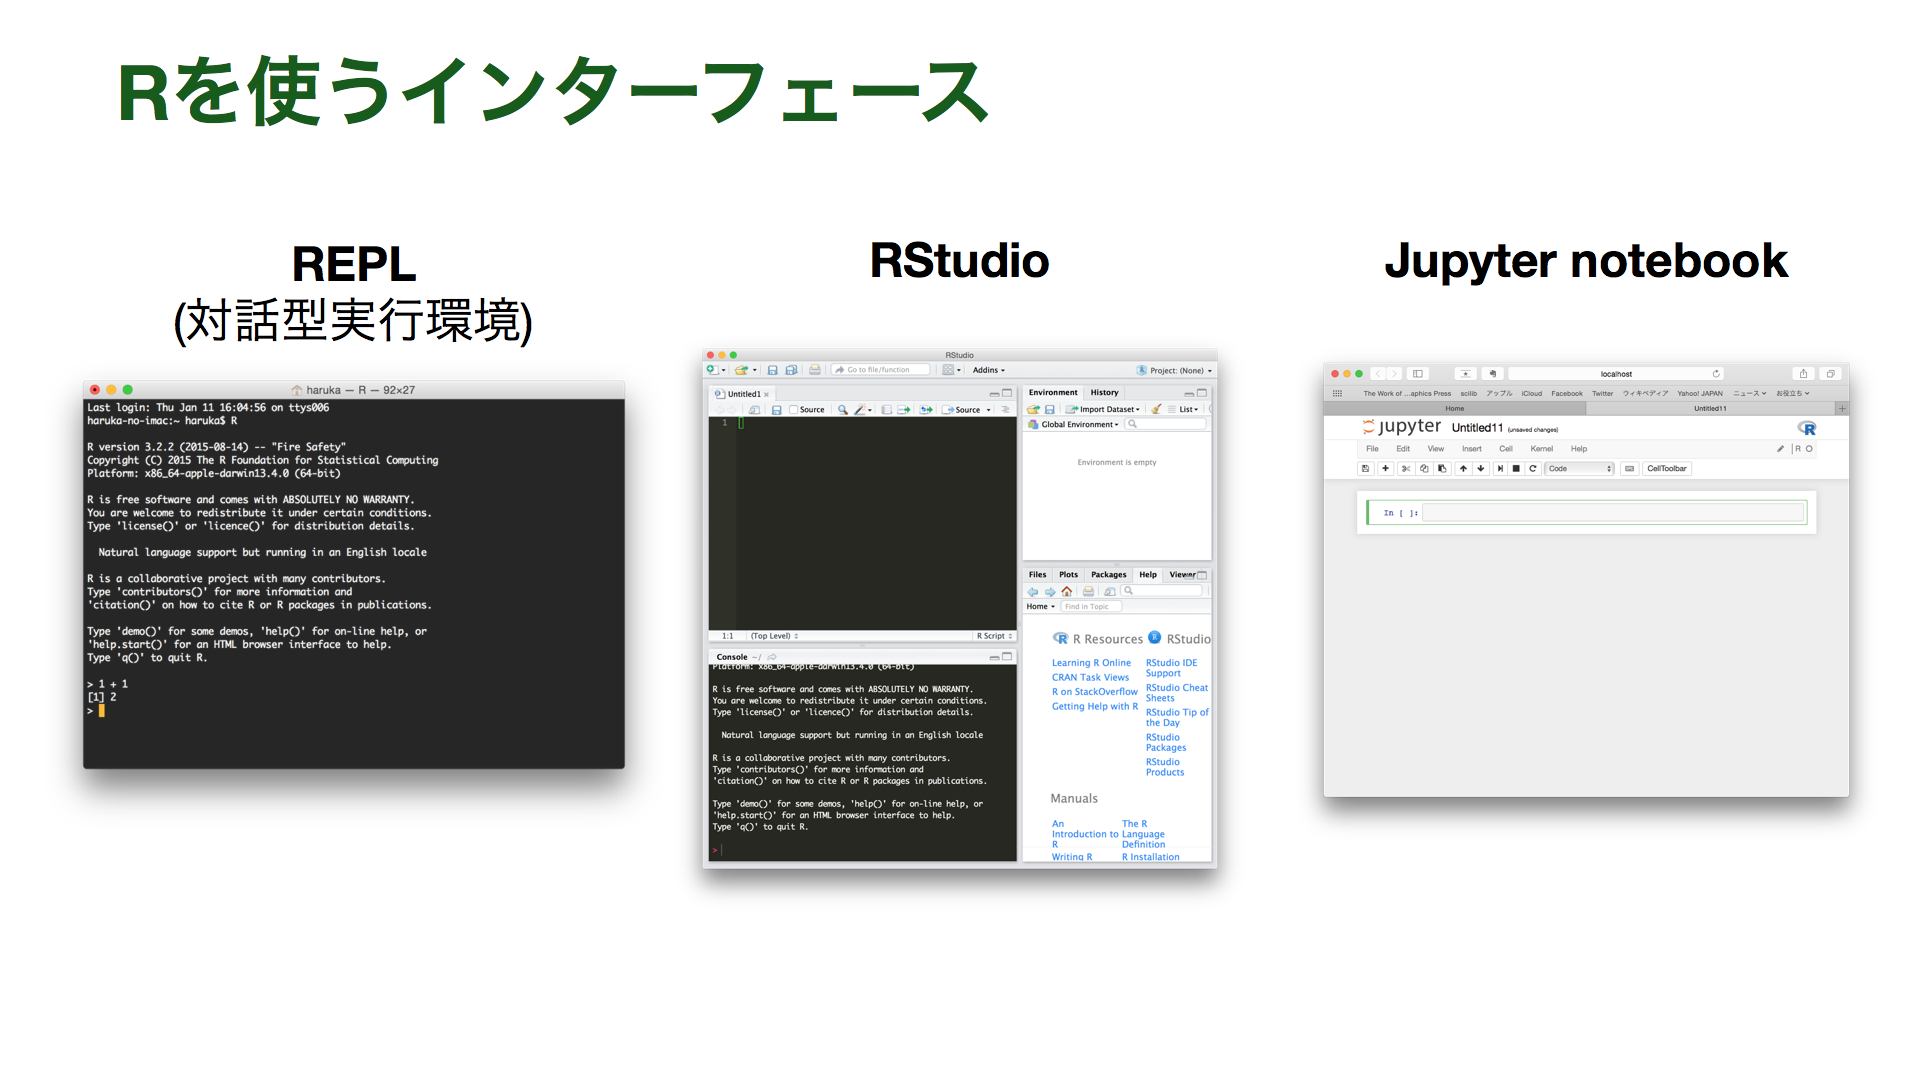 Rを使うインターフェース
REPL
(対話型実行環境)
haruka — R — 92×27
Last login: Thu Jan 11 16:04:56 on ttys006
haruka-no-imac:~ haruka$ R
R version 3.2.2 (2015-08-14) -- "Fire Safety"
Copyright (C) 2015 The R Foundation for Statistical Computing
Platform: x86_64-apple-darwin13.4.0 (64-bit)
R is free software and comes with ABSOLUTELY NO WARRANTY.
You are welcome to redistribute it under certain conditions.
Type 'license()' or 'licence()' for distribution details.
Natural language support but running in an English locale
R is a collaborative project with many contributors.
Type 'contributors()' for more information and
'citation()' on how to cite R or R packages in publications.
Type 'demo()' for some demos, 'help()' for on-line help, or
'help.start()' for an HTML browser interface to help.
Type 'q()' to quit R.
> 1 + 1
[1] 2
>
RStudio
RStudio
Go to file/function
Addins
Project: (None)
Untitled1
Source
Source
1
1:1 (Top Level)
R Script
Console ~/
Platform: x86_64-apple-darwin13.4.0 (64-bit)
R is free software and comes with ABSOLUTELY NO WARRANTY.
You are welcome to redistribute it under certain conditions.
Type 'license()' or 'licence()' for distribution details.
Natural language support but running in an English locale
R is a collaborative project with many contributors.
Type 'contributors()' for more information and
'citation()' on how to cite R or R packages in publications.
Type 'demo()' for some demos, 'help()' for on-line help, or
'help.start()' for an HTML browser interface to help.
Type 'q()' to quit R.
>
Environment History
Import Dataset
List
Global Environment
Environment is empty
Files Plots Packages Help Viewer
Home
Find in Topic
R Resources
Learning R Online
CRAN Task Views
R on StackOverflow
Getting Help with R
RStudio
RStudio IDE
Support
RStudio Cheat
Sheets
RStudio Tip of
the Day
RStudio
Packages
RStudio
Products
Manuals
An
Introduction to
R
Writing R
The R
Language
Definition
R Installation
Jupyter notebook
localhost
The Work of ...aphics Press scilib アップル iCloud Facebook Twitter ウィキペディア Yahoo! JAPAN ニュース お役立ち
Home Untitled11
jupyter Untitled11 (unsaved changes)
R
File Edit View Insert Cell Kernel Help
R
Code
CellToolbar
In [ ]: